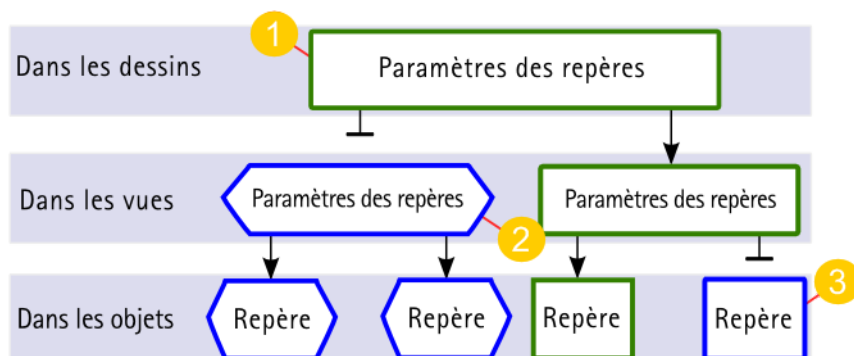 1
Dans les dessins
Paramètres des repères
Dans les vues
Paramètres des repères
Paramètres des repères
2
3
Dans les objets
Repère
Repère
Repère
Repère